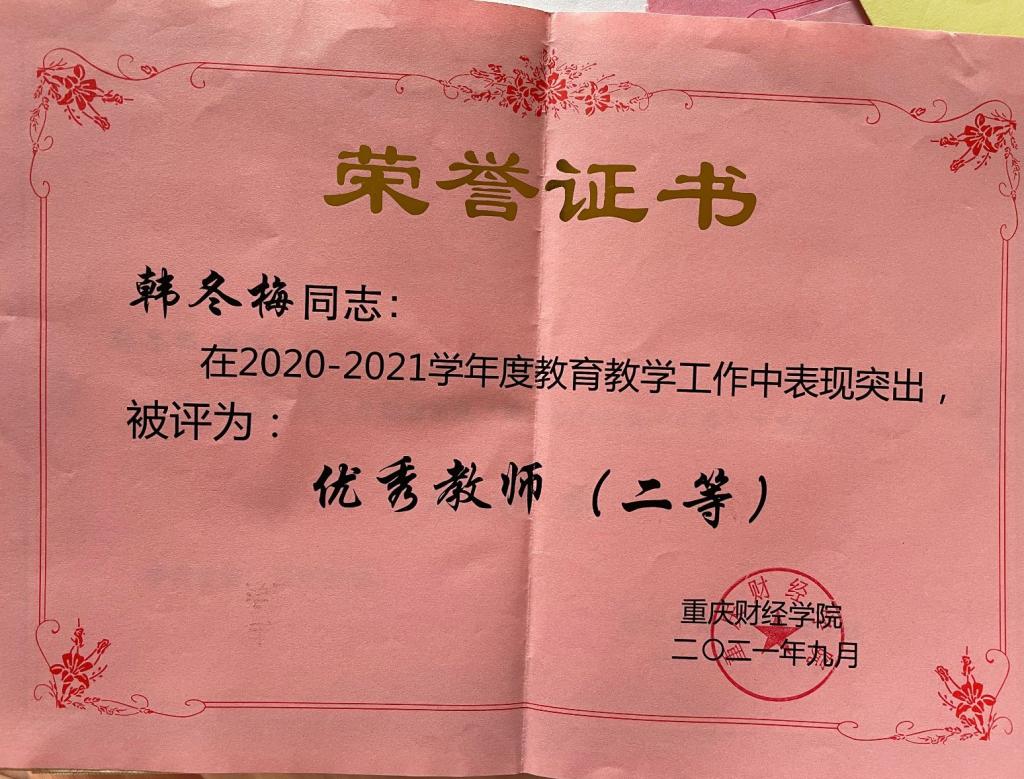 荣誉证书
韩冬梅同志：
在2020-2021学年度教育教学工作中表现突出，
被评为：
优秀教师（二等）
重庆财经学院
二〇二一年九月